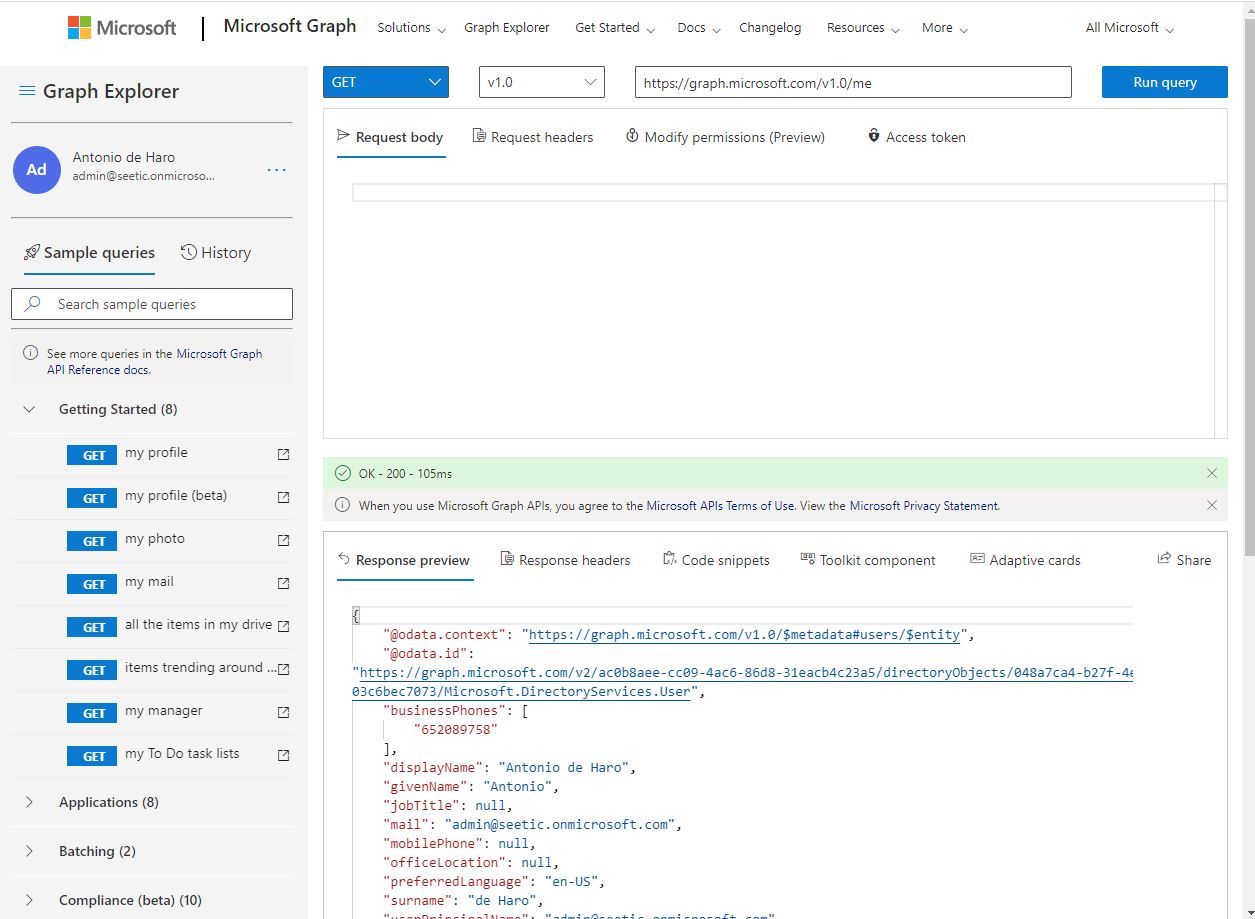 Microsoft | Microsoft Graph Solutions Graph Explorer Get Started Docs Changelog Resources More All Microsoft
Graph Explorer
GET v1.0 https://graph.microsoft.com/v1.0/me Run query
Ad
Antonio de Haro
admin@seetic.onmicroso...
...
Request body Request headers Modify permissions (Preview) Access token
Sample queries History
Search sample queries
See more queries in the Microsoft Graph
API Reference docs.
Getting Started (8)
GET my profile
GET my profile (beta)
GET my photo
GET my mail
GET all the items in my drive
GET items trending around ...
GET my manager
GET my To Do task lists
Applications (8)
Batching (2)
Compliance (beta) (10)
OK - 200 - 105ms
When you use Microsoft Graph APIs, you agree to the Microsoft APIs Terms of Use. View the Microsoft Privacy Statement.
Response preview Response headers Code snippets Toolkit component Adaptive cards Share
{
"@odata.context": "https://graph.microsoft.com/v1.0/$metadata#users/$entity",
"@odata.id":
"https://graph.microsoft.com/v2/ac0b8aee-cc09-4ac6-86d8-31eacb4c23a5/directoryObjects/048a7ca4-b27f-4e
03c6bec7073/Microsoft.DirectoryServices.User",
"businessPhones": [
"652089758"
],
"displayName": "Antonio de Haro",
"givenName": "Antonio",
"jobTitle": null,
"mail": "admin@seetic.onmicrosoft.com",
"mobilePhone": null,
"officeLocation": null,
"preferredLanguage": "en-US",
"surname": "de Haro",
"userPrincipalName": "admin@seetic.onmicrosoft.com"